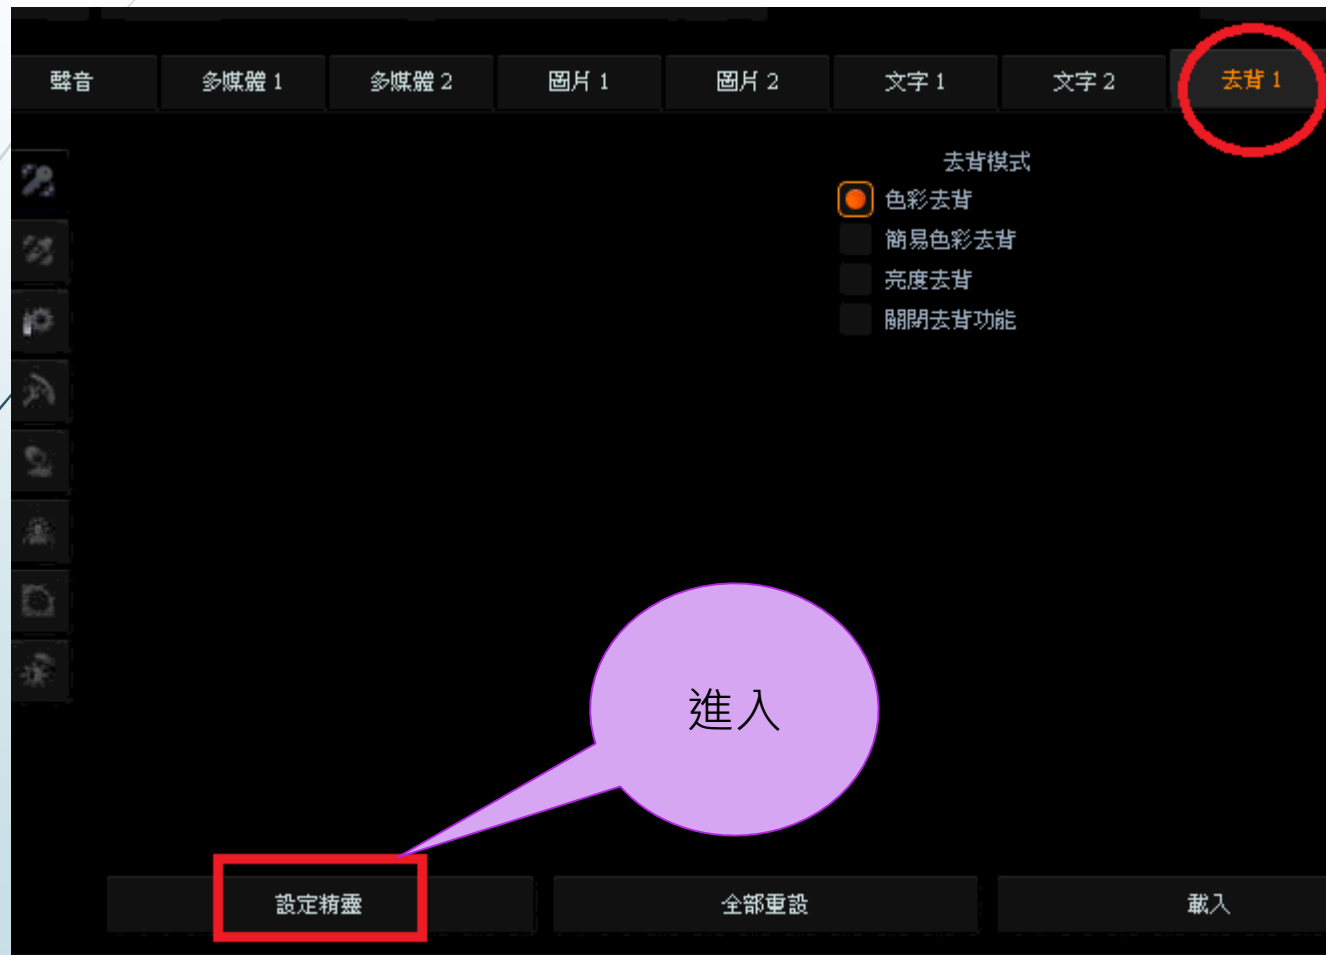 聲音 多媒體 1 多媒體 2 圖片 1 圖片 2 文字 1 文字 2 去背 1
去背模式
色彩去背
簡易色彩去背
亮度去背
關閉去背功能
進入
設定精靈 全部重設 載入